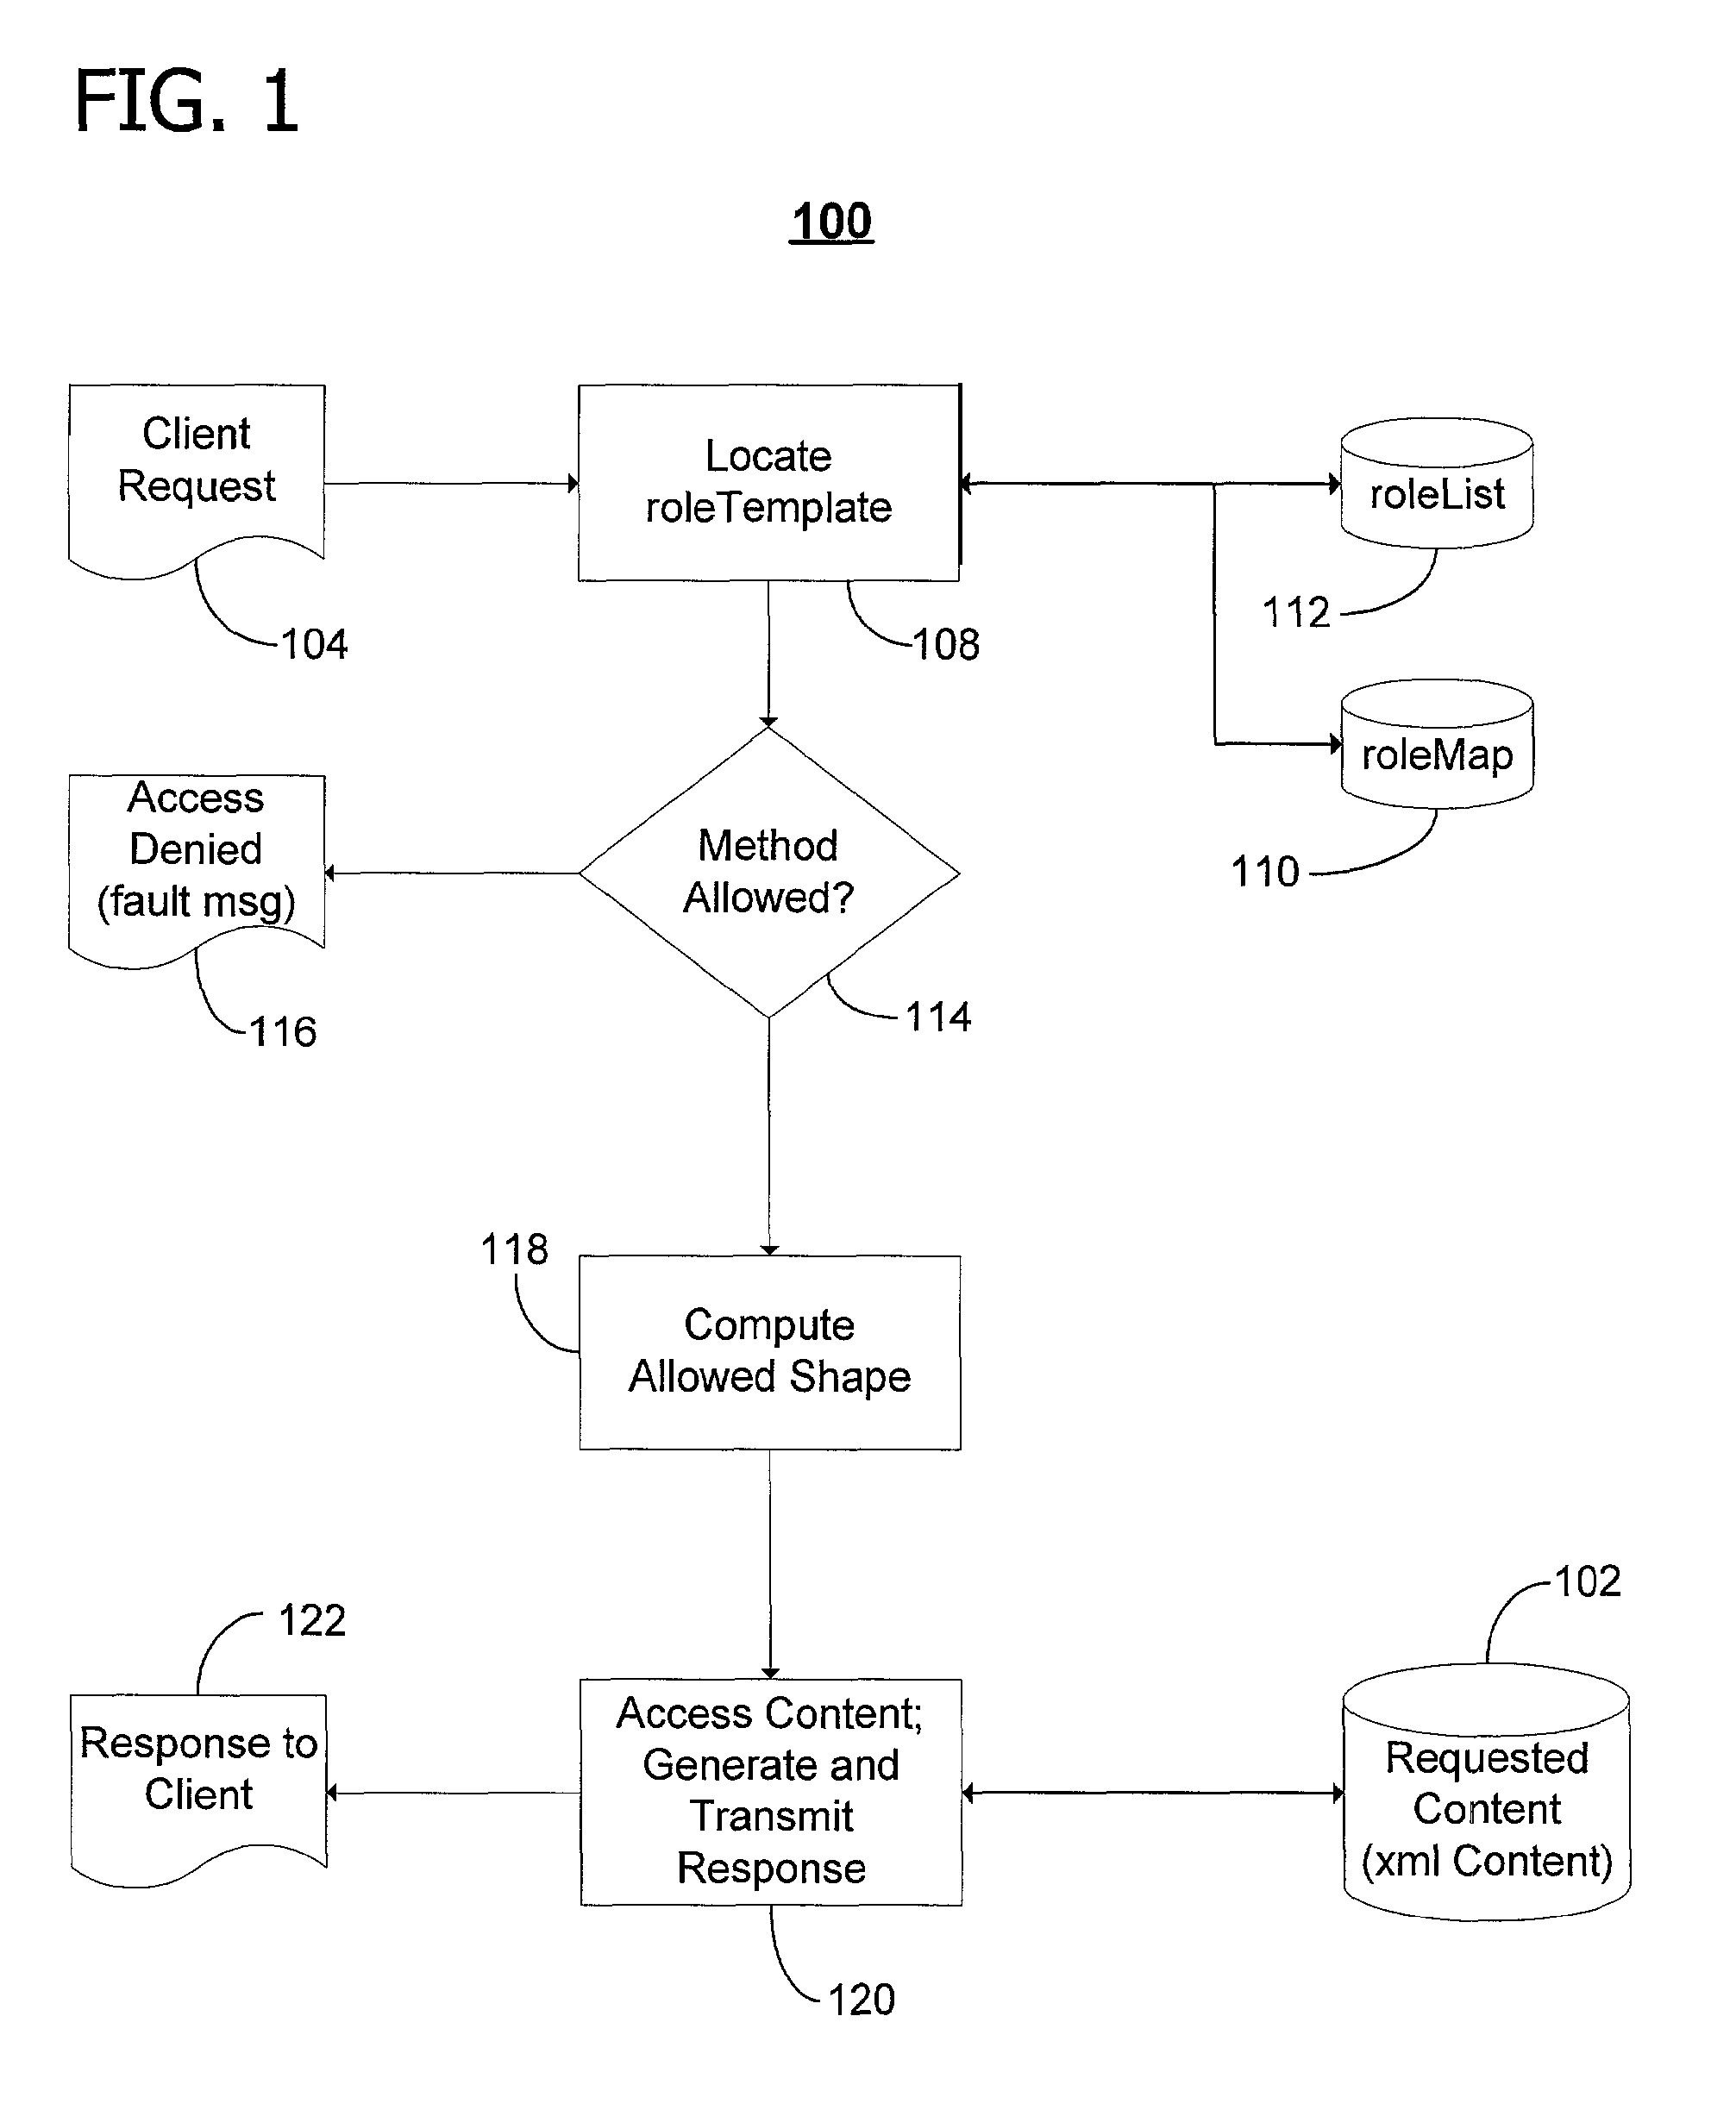 FIG. 1
100
Client
Request
104
Locate
roleTemplate
108
roleList
112
roleMap
110
Access
Denied
(fault msg)
116
Method
Allowed?
114
118
Compute
Allowed Shape
122
Response to
Client
Access Content;
Generate and
Transmit
Response
120
102
Requested
Content
(xml Content)